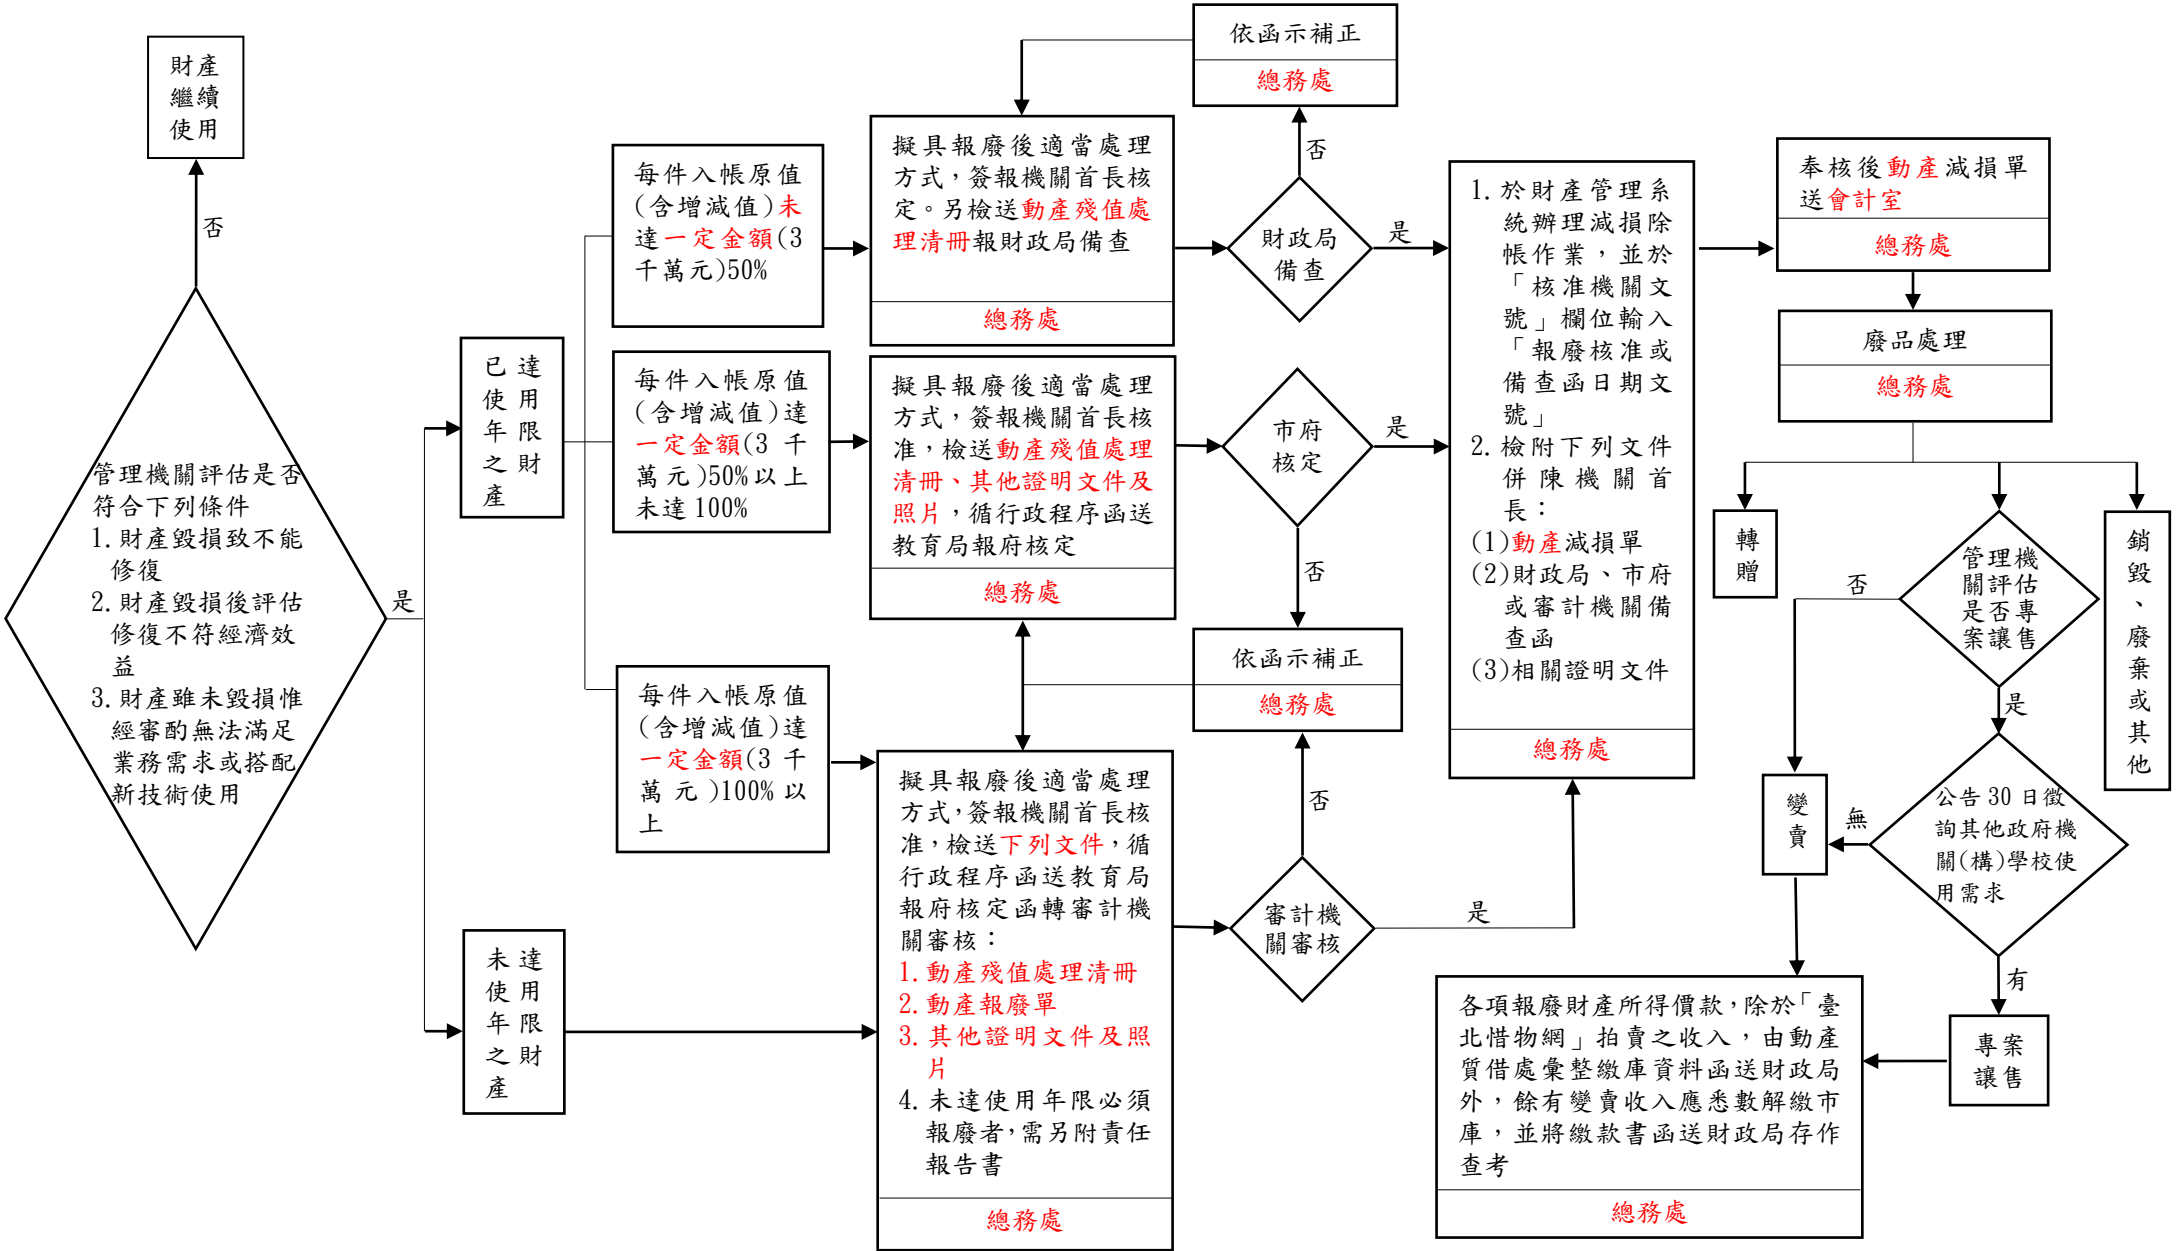 財產
繼續
使用
否
管理機關評估是否
符合下列條件
1.財產毀損致不能
修復
2.財產毀損後評估
修復不符經濟效
益
3.財產雖未毀損惟
經審酌無法滿足
業務需求或搭配
新技術使用
是
已達
使用
年限
之財
產
未達
使用
年限
之財
產
每件入帳原值
(含增減值)未
達一定金額(3
千萬元)50%
每件入帳原值
(含增減值)達
一定金額(3 千
萬元)50%以上
未達100%
每件入帳原值
(含增減值)達
一定金額(3 千
萬元)100%以
上
擬具報廢後適當處理
方式,簽報機關首長核
定。另檢送動產殘值處
理清冊報財政局備查
總務處
擬具報廢後適當處理
方式,簽報機關首長核
准,檢送動產殘值處理
清冊、其他證明文件及
照片,循行政程序函送
教育局報府核定
總務處
擬具報廢後適當處理
方式,簽報機關首長核
准,檢送下列文件,循
行政程序函送教育局
報府核定函轉審計機
關審核:
1.動產殘值處理清冊
2.動產報廢單
3.其他證明文件及照
片
4.未達使用年限必須
報廢者,需另附責任
報告書
總務處
依函示補正
總務處
否
財政局
備查
是
市府
核定
是
否
依函示補正
總務處
否
審計機
關審核
是
1.於財產管理系
統辦理減損除
帳作業,並於
「核准機關文
號」欄位輸入
「報廢核准或
備查函日期文
號」
2.檢附下列文件
併陳機關首
長:
(1)動產減損單
(2)財政局、市府
或審計機關備
查函
(3)相關證明文件
總務處
奉核後動產減損單
送會計室
總務處
廢品處理
總務處
轉
贈
管理機
關評估
是否專
案讓售
否
是
銷
毀
、
廢
棄
或
其
他
變
賣
無
公告30日徵
詢其他政府機
關(構)學校使
用需求
有
專案
讓售
各項報廢財產所得價款,除於「臺
北惜物網」拍賣之收入,由動產
質借處彙整繳庫資料函送財政局
外,餘有變賣收入應悉數解繳市
庫,並將繳款書函送財政局存作
查考
總務處